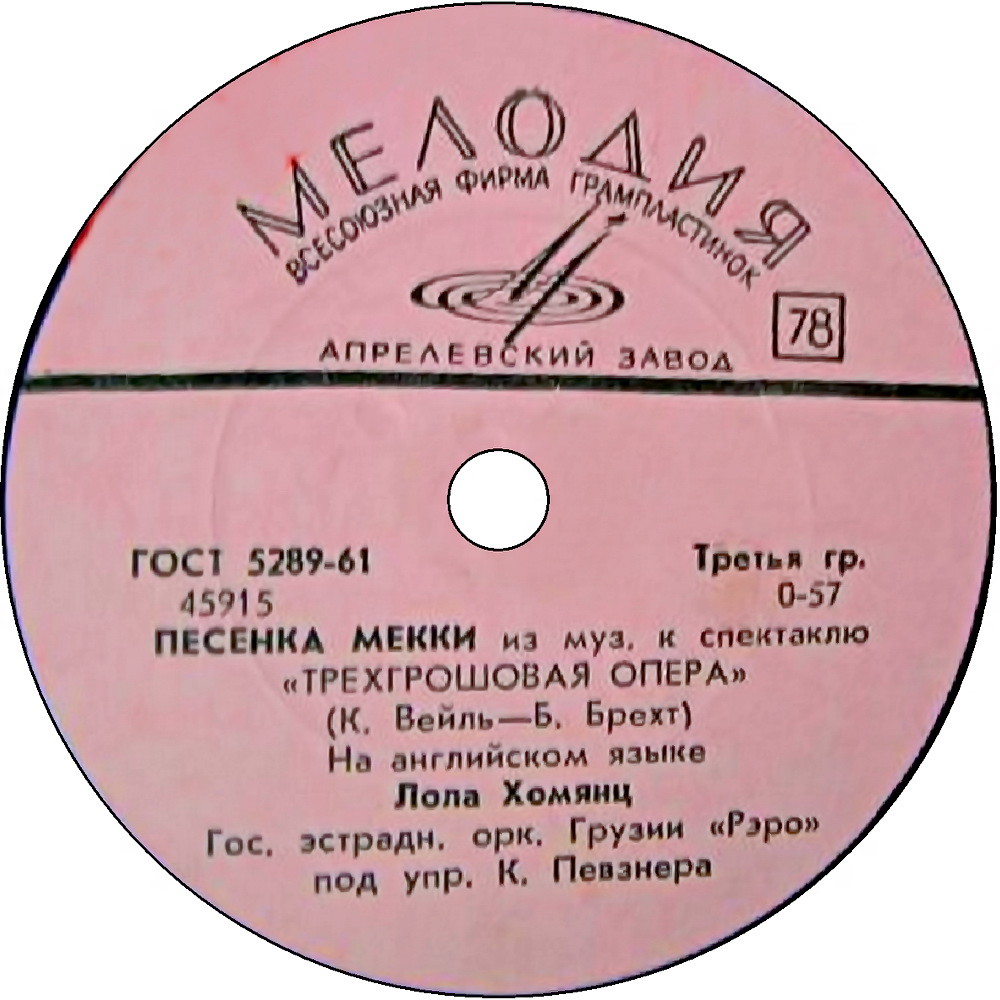 МЕЛОДИЯ
ВСЕСОЮЗНАЯ ФИРМА ГРАМПЛАСТИНОК
78
АПРЕЛЕВСКИЙ ЗАВОД
ГОСТ 5289-61
Третья гр.
45915
0-57
ПЕСЕНКА МЕККИ из муз. к спектаклю
«ТРЕХГРОШОВАЯ ОПЕРА»
(К. Вейль—Б. Брехт)
На английском языке
Лола Хомянц
Гос. эстрадн. орк. Грузии «Рэро»
под упр. К. Певзнера